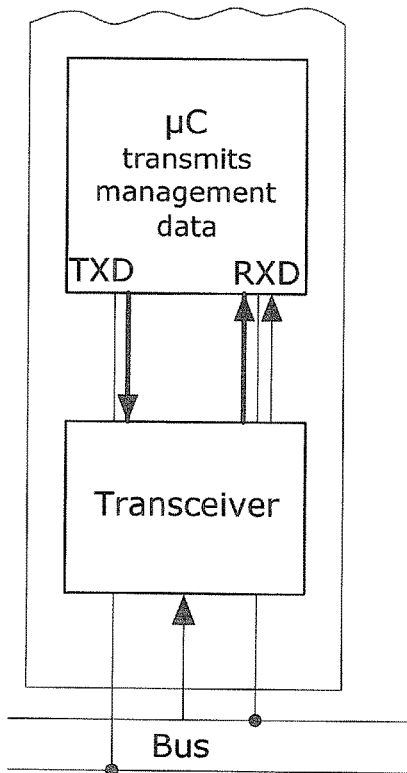 µC
transmits
management
data
TXD RXD
Transceiver
Bus